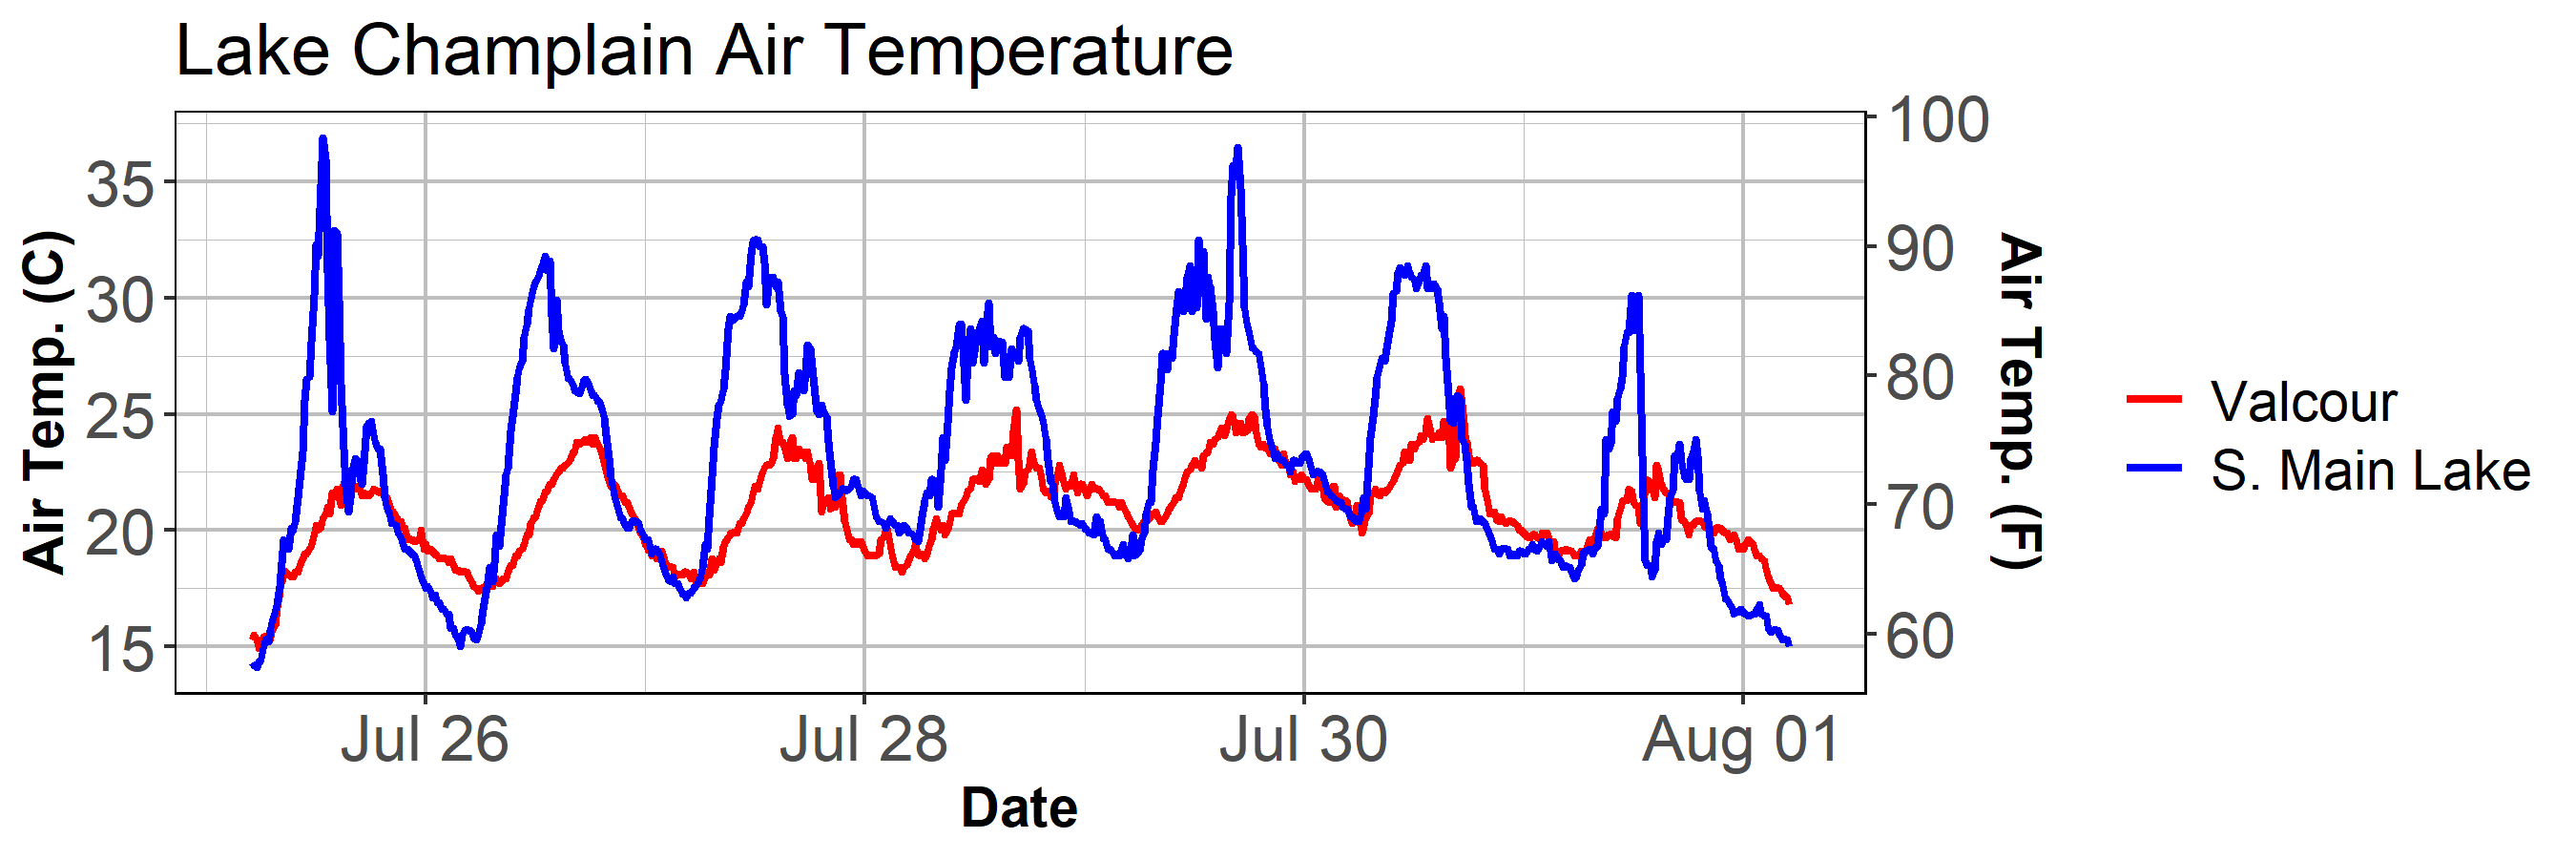 Lake Champlain Air Temperature
Air Temp. (C)
35
30
25
20
15
100
90
80
70
60
Air Temp. (F)
Jul 26
Jul 28
Jul 30
Aug 01
Date
Valcour
S. Main Lake